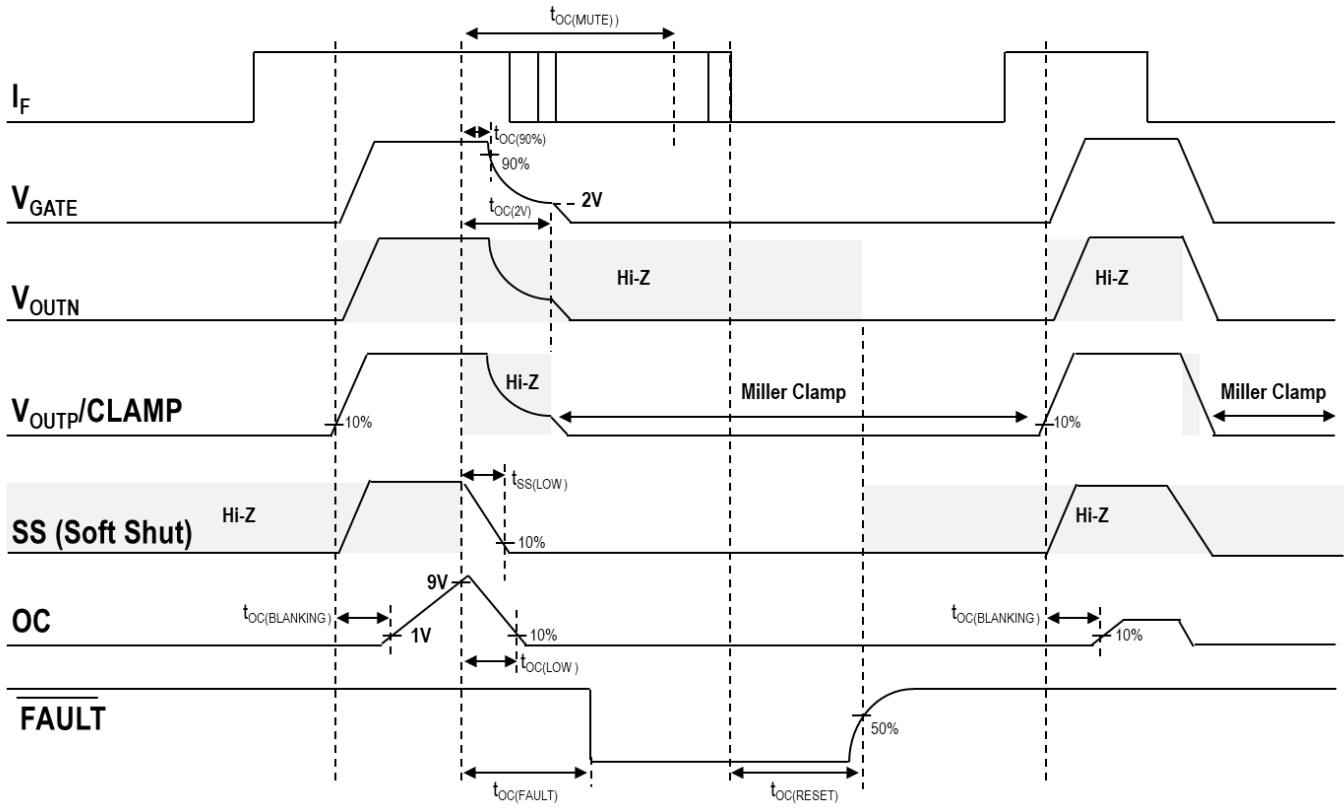 tOC(MUTE))
IF
tOC(90%)
90%
VGATE
2V
tOC(2V)
Hi-Z
Hi-Z
VOUTN
Hi-Z
Miller Clamp
Miller Clamp
VOUTP/CLAMP
10%
10%
tSS(LOW)
Hi-Z
Hi-Z
SS (Soft Shut)
10%
9V
tOC(BLANKING)
tOC(BLANKING)
OC
1V
10%
10%
tOC(LOW)
FAULT
50%
tOC(FAULT)
tOC(RESET)